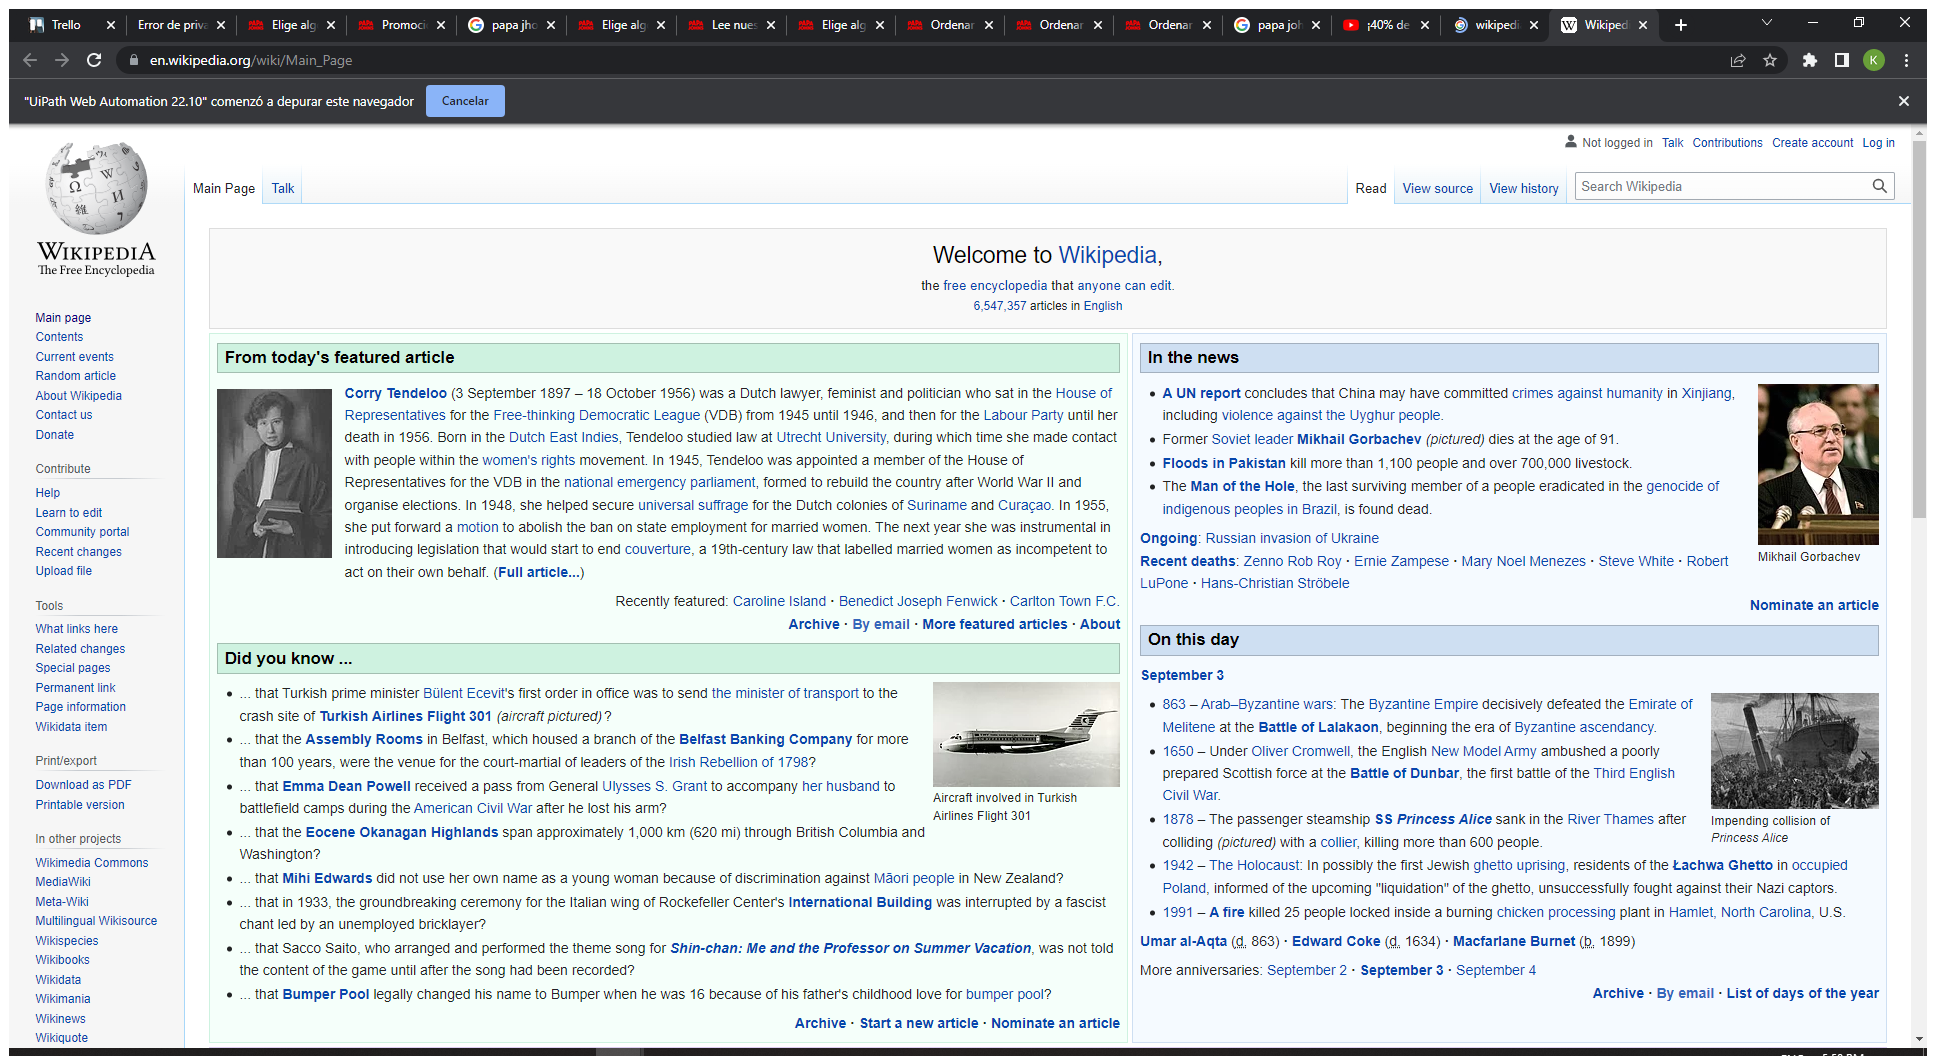 Trello
Error de priva
Elige alg
Promoci
papa jho
Elige alg
Lee nues
Elige alg
Ordenar
Ordenar
Ordenar
papa joh
¡40% de
wikipedi
Wikiped
en.wikipedia.org/wiki/Main_Page
K
"UiPath Web Automation 22.10" comenzó a depurar este navegador
Cancelar
Not logged in Talk Contributions Create account Log in
Main Page Talk
Read View source View history
Search Wikipedia
WIKIPEDIA
The Free Encyclopedia
Main page
Contents
Current events
Random article
About Wikipedia
Contact us
Donate
Contribute
Help
Learn to edit
Community portal
Recent changes
Upload file
Tools
What links here
Related changes
Special pages
Permanent link
Page information
Wikidata item
Print/export
Download as PDF
Printable version
In other projects
Wikimedia Commons
MediaWiki
Meta-Wiki
Multilingual Wikisource
Wikispecies
Wikibooks
Wikidata
Wikimania
Wikinews
Wikiquote
Welcome to Wikipedia,
the free encyclopedia that anyone can edit.
6,547,357 articles in English
From today's featured article
Corry Tendeloo (3 September 1897 – 18 October 1956) was a Dutch lawyer, feminist and politician who sat in the House of
Representatives for the Free-thinking Democratic League (VDB) from 1945 until 1946, and then for the Labour Party until her
death in 1956. Born in the Dutch East Indies, Tendeloo studied law at Utrecht University, during which time she made contact
with people within the women's rights movement. In 1945, Tendeloo was appointed a member of the House of
Representatives for the VDB in the national emergency parliament, formed to rebuild the country after World War II and
organise elections. In 1948, she helped secure universal suffrage for the Dutch colonies of Suriname and Curaçao. In 1955,
she put forward a motion to abolish the ban on state employment for married women. The next year she was instrumental in
introducing legislation that would start to end couverture, a 19th-century law that labelled married women as incompetent to
act on their own behalf. (Full article...)
Recently featured: Caroline Island · Benedict Joseph Fenwick · Carlton Town F.C.
Archive · By email · More featured articles · About
Did you know ...
... that Turkish prime minister Bülent Ecevit's first order in office was to send the minister of transport to the
crash site of Turkish Airlines Flight 301 (aircraft pictured)?
... that the Assembly Rooms in Belfast, which housed a branch of the Belfast Banking Company for more
than 100 years, were the venue for the court-martial of leaders of the Irish Rebellion of 1798?
... that Emma Dean Powell received a pass from General Ulysses S. Grant to accompany her husband to
battlefield camps during the American Civil War after he lost his arm?
... that the Eocene Okanagan Highlands span approximately 1,000 km (620 mi) through British Columbia and
Washington?
... that Mihi Edwards did not use her own name as a young woman because of discrimination against Māori people in New Zealand?
... that in 1933, the groundbreaking ceremony for the Italian wing of Rockefeller Center's International Building was interrupted by a fascist
chant led by an unemployed bricklayer?
... that Sacco Saito, who arranged and performed the theme song for Shin-chan: Me and the Professor on Summer Vacation, was not told
the content of the game until after the song had been recorded?
... that Bumper Pool legally changed his name to Bumper when he was 16 because of his father's childhood love for bumper pool?
Aircraft involved in Turkish
Airlines Flight 301
Archive · Start a new article · Nominate an article
In the news
A UN report concludes that China may have committed crimes against humanity in Xinjiang,
including violence against the Uyghur people.
Former Soviet leader Mikhail Gorbachev (pictured) dies at the age of 91.
Floods in Pakistan kill more than 1,100 people and over 700,000 livestock.
The Man of the Hole, the last surviving member of a people eradicated in the genocide of
indigenous peoples in Brazil, is found dead.
Mikhail Gorbachev
Ongoing: Russian invasion of Ukraine
Recent deaths: Zenno Rob Roy · Ernie Zampese · Mary Noel Menezes · Steve White · Robert
LuPone · Hans-Christian Ströbele
Nominate an article
On this day
September 3
863 – Arab–Byzantine wars: The Byzantine Empire decisively defeated the Emirate of
Melitene at the Battle of Lalakaon, beginning the era of Byzantine ascendancy.
1650 – Under Oliver Cromwell, the English New Model Army ambushed a poorly
prepared Scottish force at the Battle of Dunbar, the first battle of the Third English
Civil War.
1878 – The passenger steamship SS Princess Alice sank in the River Thames after
colliding (pictured) with a collier, killing more than 600 people.
1942 – The Holocaust: In possibly the first Jewish ghetto uprising, residents of the Łachwa Ghetto in occupied
Poland, informed of the upcoming "liquidation" of the ghetto, unsuccessfully fought against their Nazi captors.
1991 – A fire killed 25 people locked inside a burning chicken processing plant in Hamlet, North Carolina, U.S.
Impending collision of
Princess Alice
Umar al-Aqta (d. 863) · Edward Coke (d. 1634) · Macfarlane Burnet (b. 1899)
More anniversaries: September 2 · September 3 · September 4
Archive · By email · List of days of the year